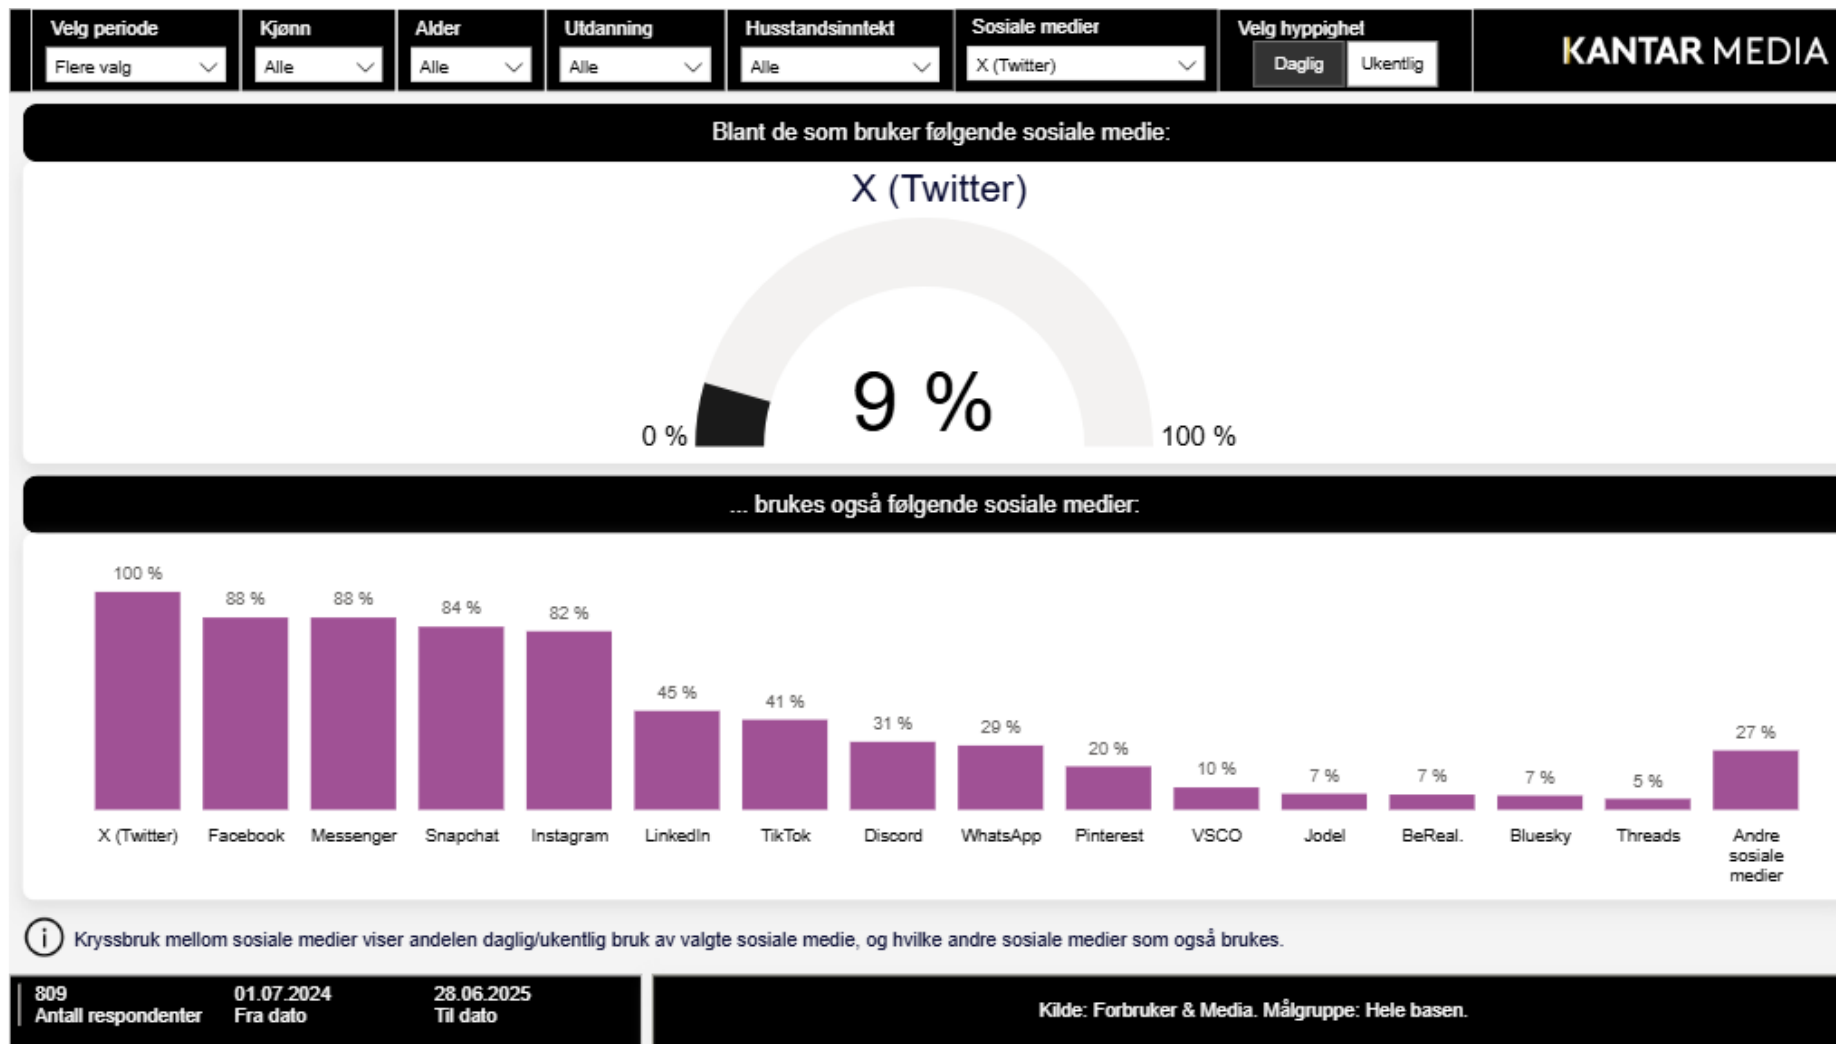 Velg periode
Flere valg
Kjønn
Alle
Alder
Alle
Utdanning
Alle
Husstandsinntekt
Alle
Sosiale medier
X (Twitter)
Velg hyppighet
Daglig
Ukentlig
KANTAR MEDIA
Blant de som bruker følgende sosiale medie:
X (Twitter)
9 %
0 %
100 %
... brukes også følgende sosiale medier:
100 %
88 %
88 %
84 %
82 %
45 %
41 %
31 %
29 %
20 %
10 %
7 %
7 %
7 %
5 %
27 %
X (Twitter)
Facebook
Messenger
Snapchat
Instagram
LinkedIn
TikTok
Discord
WhatsApp
Pinterest
VSCO
Jodel
BeReal.
Bluesky
Threads
Andre
sosiale
medier
Kryssbruk mellom sosiale medier viser andelen daglig/ukentlig bruk av valgte sosiale medie, og hvilke andre sosiale medier som også brukes.
809
Antall respondenter
01.07.2024
Fra dato
28.06.2025
Til dato
Kilde: Forbruker & Media. Målgruppe: Hele basen.